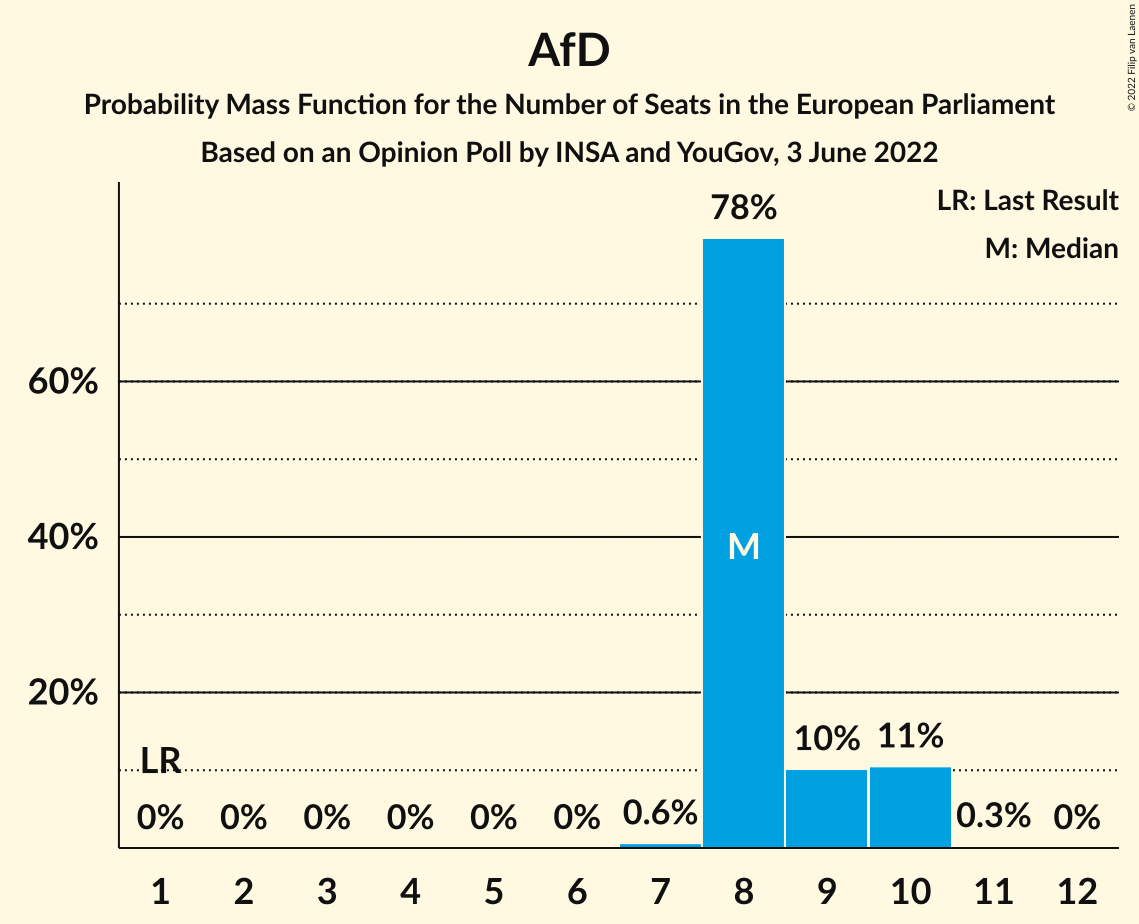 AfD
Probability Mass Function for the Number of Seats in the European Parliament
Based on an Opinion Poll by INSA and YouGov, 3 June 2022
© 2022 Filip van Laenen
LR: Last Result
M: Median
78%
60%
40%
20%
M
LR
0% 0% 0% 0% 0% 0% 0.6% 10% 11% 0.3% 0%
1 2 3 4 5 6 7 8 9 10 11 12